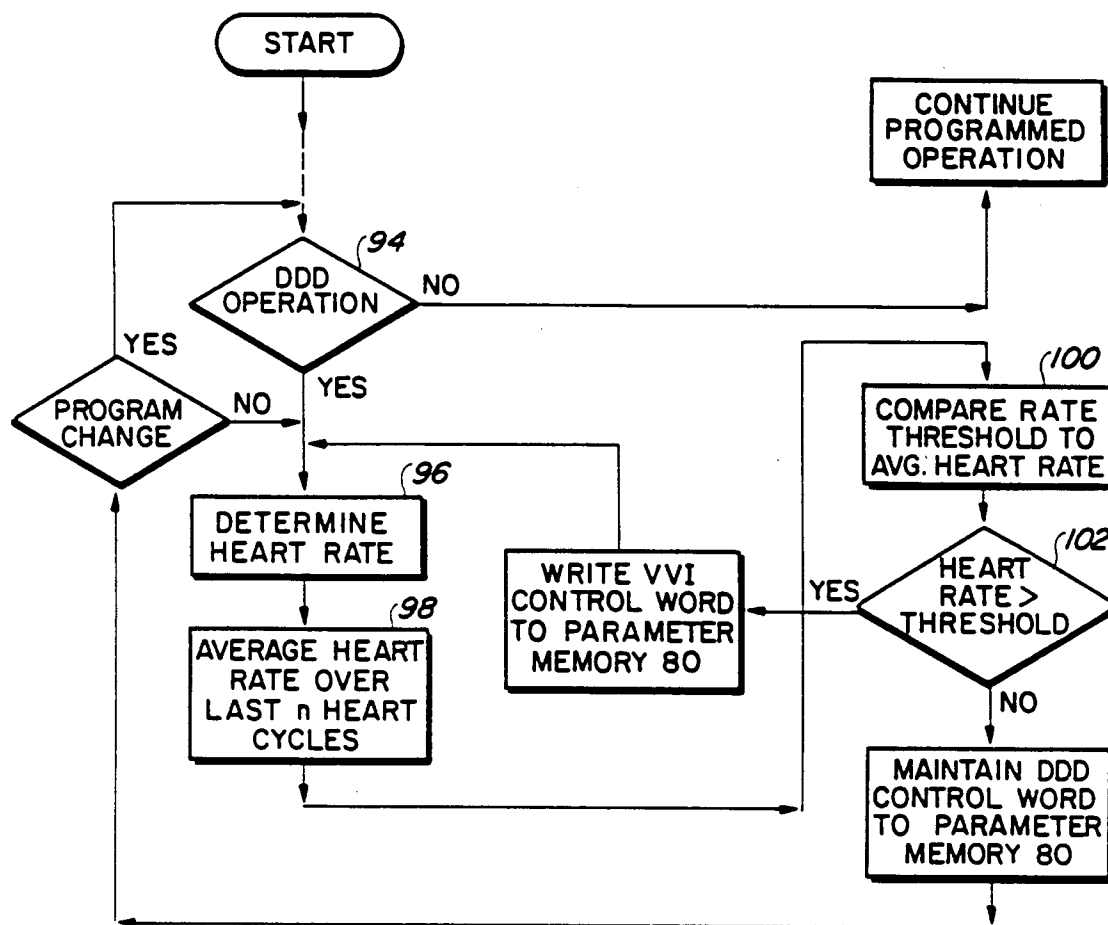 START
CONTINUE
PROGRAMMED
OPERATION
94
DDD
OPERATION
NO
YES
YES
PROGRAM
CHANGE
NO
100
COMPARE RATE
THRESHOLD TO
AVG. HEART RATE
96
DETERMINE
HEART RATE
102
HEART
RATE >
THRESHOLD
YES
NO
WRITE VVI
CONTROL WORD
TO PARAMETER
MEMORY 80
98
AVERAGE HEART
RATE OVER
LAST n HEART
CYCLES
MAINTAIN DDD
CONTROL WORD
TO PARAMETER
MEMORY 80